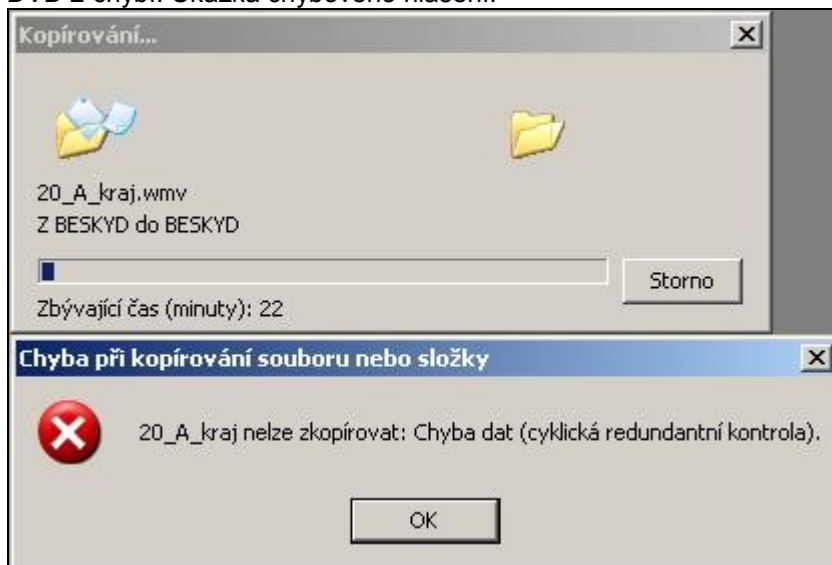 Kopírování...
20_A_kraj.wmv
Z BESKYD do BESKYD
Storno
Zbývající čas (minuty): 22
Chyba při kopírování souboru nebo složky
20_A_kraj nelze zkopírovat: Chyba dat (cyklická redundantní kontrola).
OK